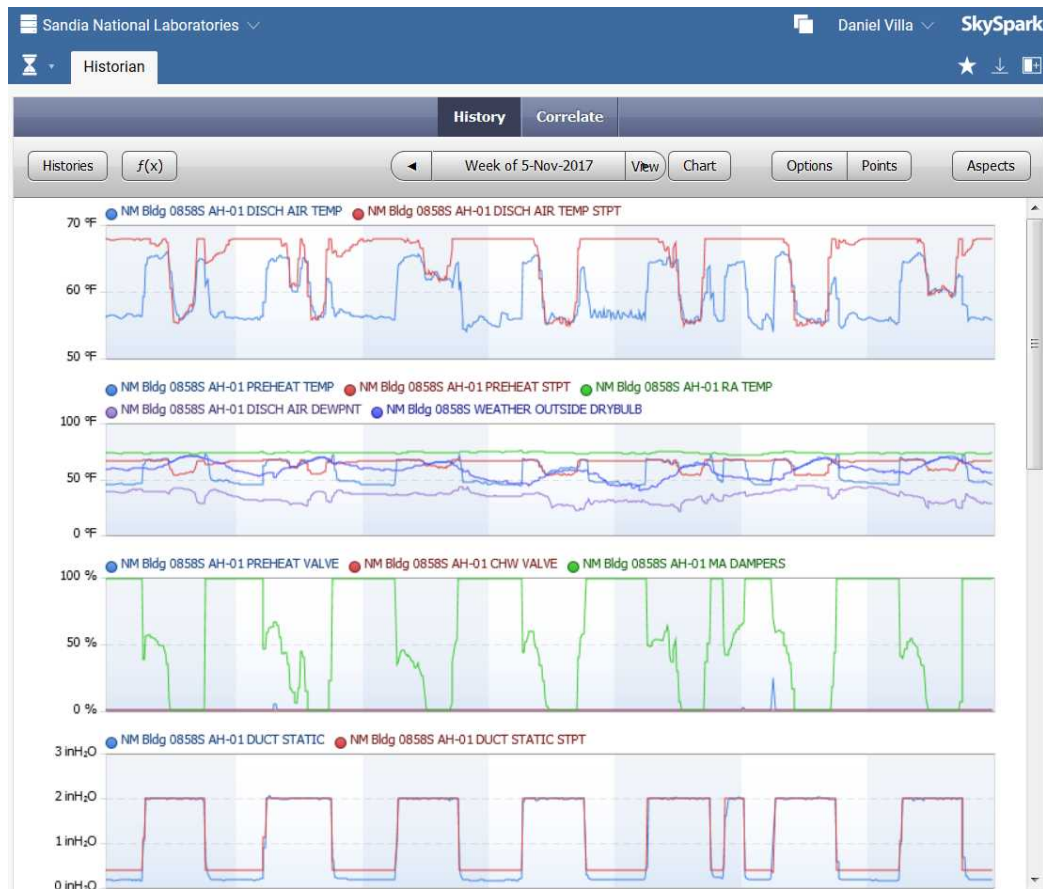 Sandia National Laboratories
Daniel Villa
SkySpark
Historian
History Correlate
Histories f(x) ◄ Week of 5-Nov-2017 View Chart Options Points Aspects
NM Bldg 0858S AH-01 DISCH AIR TEMP NM Bldg 0858S AH-01 DISCH AIR TEMP STPT
70 °F
60 °F
50 °F
NM Bldg 0858S AH-01 PREHEAT TEMP NM Bldg 0858S AH-01 PREHEAT STPT NM Bldg 0858S AH-01 RA TEMP
NM Bldg 0858S AH-01 DISCH AIR DEWPNT NM Bldg 0858S WEATHER OUTSIDE DRYBULB
100 °F
50 °F
0 °F
NM Bldg 0858S AH-01 PREHEAT VALVE NM Bldg 0858S AH-01 CHW VALVE NM Bldg 0858S AH-01 MA DAMPERS
100 %
50 %
0 %
NM Bldg 0858S AH-01 DUCT STATIC NM Bldg 0858S AH-01 DUCT STATIC STPT
3 inH₂O
2 inH₂O
1 inH₂O
0 inH₂O